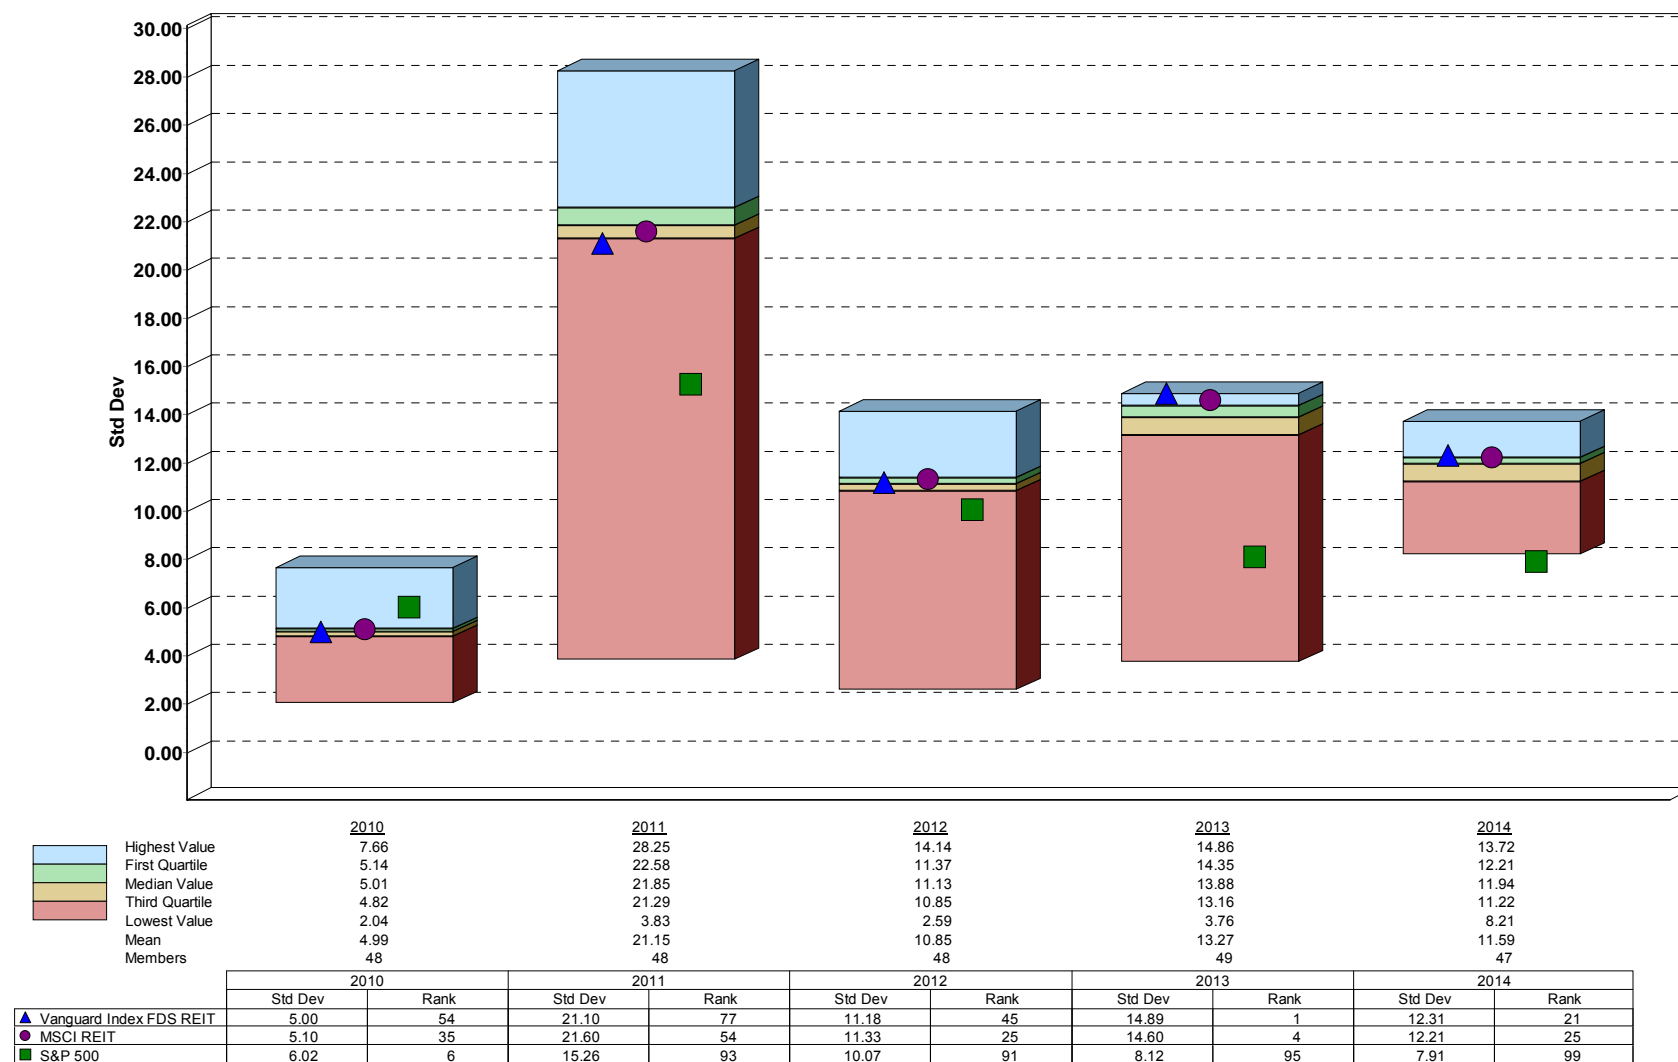 30.00
28.00
26.00
24.00
22.00
20.00
18.00
16.00
14.00
12.00
10.00
8.00
6.00
4.00
2.00
0.00
Std Dev
2010 2011 2012 2013 2014
Highest Value 7.66 28.25 14.14 14.86 13.72
First Quartile 5.14 22.58 11.37 14.35 12.21
Median Value 5.01 21.85 11.13 13.88 11.94
Third Quartile 4.82 21.29 10.85 13.16 11.22
Lowest Value 2.04 3.83 2.59 3.76 8.21
Mean 4.99 21.15 10.85 13.27 11.59
Members 48 48 48 49 47
2010 2011 2012 2013 2014
Std Dev Rank Std Dev Rank Std Dev Rank Std Dev Rank Std Dev Rank
Vanguard Index FDS REIT 5.00 54 21.10 77 11.18 45 14.89 1 12.31 21
MSCI REIT 5.10 35 21.60 54 11.33 25 14.60 4 12.21 25
S&P 500 6.02 6 15.26 93 10.07 91 8.12 95 7.91 99